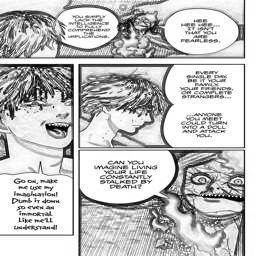 YOU SIMPLY
LACK THE
INTELLIGENCE
TO FULLY
COMPREHEND
THE
IMPLICATIONS.
HEE
HEE HEE...
IT ISN'T
THAT YOU
ARE
FEARLESS.
EVERY
SINGLE DAY
BE IT YOUR
FAMILY
YOUR FRIENDS,
OR COMPLETE
STRANGERS...
ANYONE
YOU MEET
COULD TURN
INTO A DOLL
AND ATTACK
YOU.
Go on, make
me use my
imagination!
Dumb it down
so even an
immortal
like me'll
understand!
CAN YOU
IMAGINE LIVING
YOUR LIFE
CONSTANTLY
STALKED BY
DEATH?